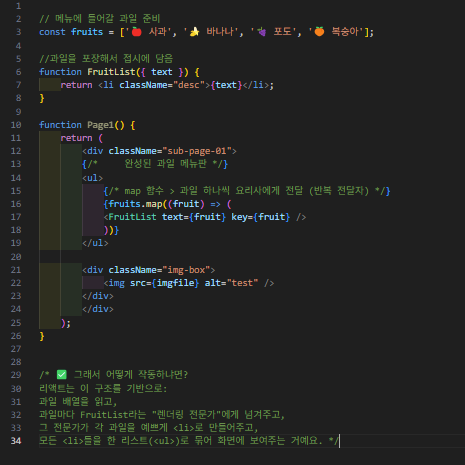 1
2 // 메뉴에 들어갈 과일 준비
3 const fruits = ['🍎 사과', '🍌 바나나', '🍇 포도', '🍑 복숭아'];
4
5 //과일을 포장해서 접시에 담음
6 function FruitList({ text }) {
7 return <li className="desc">{text}</li>;
8 }
9
10 function Page1() {
11 return (
12 <div className="sub-page-01">
13 {/* 완성된 과일 메뉴판 */}
14 <ul>
15 {/* map 함수 > 과일 하나씩 요리사에게 전달 (반복 전달자) */}
16 {fruits.map((fruit) => (
17 <FruitList text={fruit} key={fruit} />
18 ))}
19 </ul>
20
21 <div className="img-box">
22 <img src={imgfile} alt="test" />
23 </div>
24 </div>
25 );
26 }
27
28
29 /* ✅ 그래서 어떻게 작동하냐면?
30 리액트는 이 구조를 기반으로:
31 과일 배열을 읽고,
32 과일마다 FruitList라는 "렌더링 전문가"에게 넘겨주고,
33 그 전문가가 각 과일을 예쁘게 <li>로 만들어주고,
34 모든 <li>들을 한 리스트(<ul>)로 묶어 화면에 보여주는 거예요. */